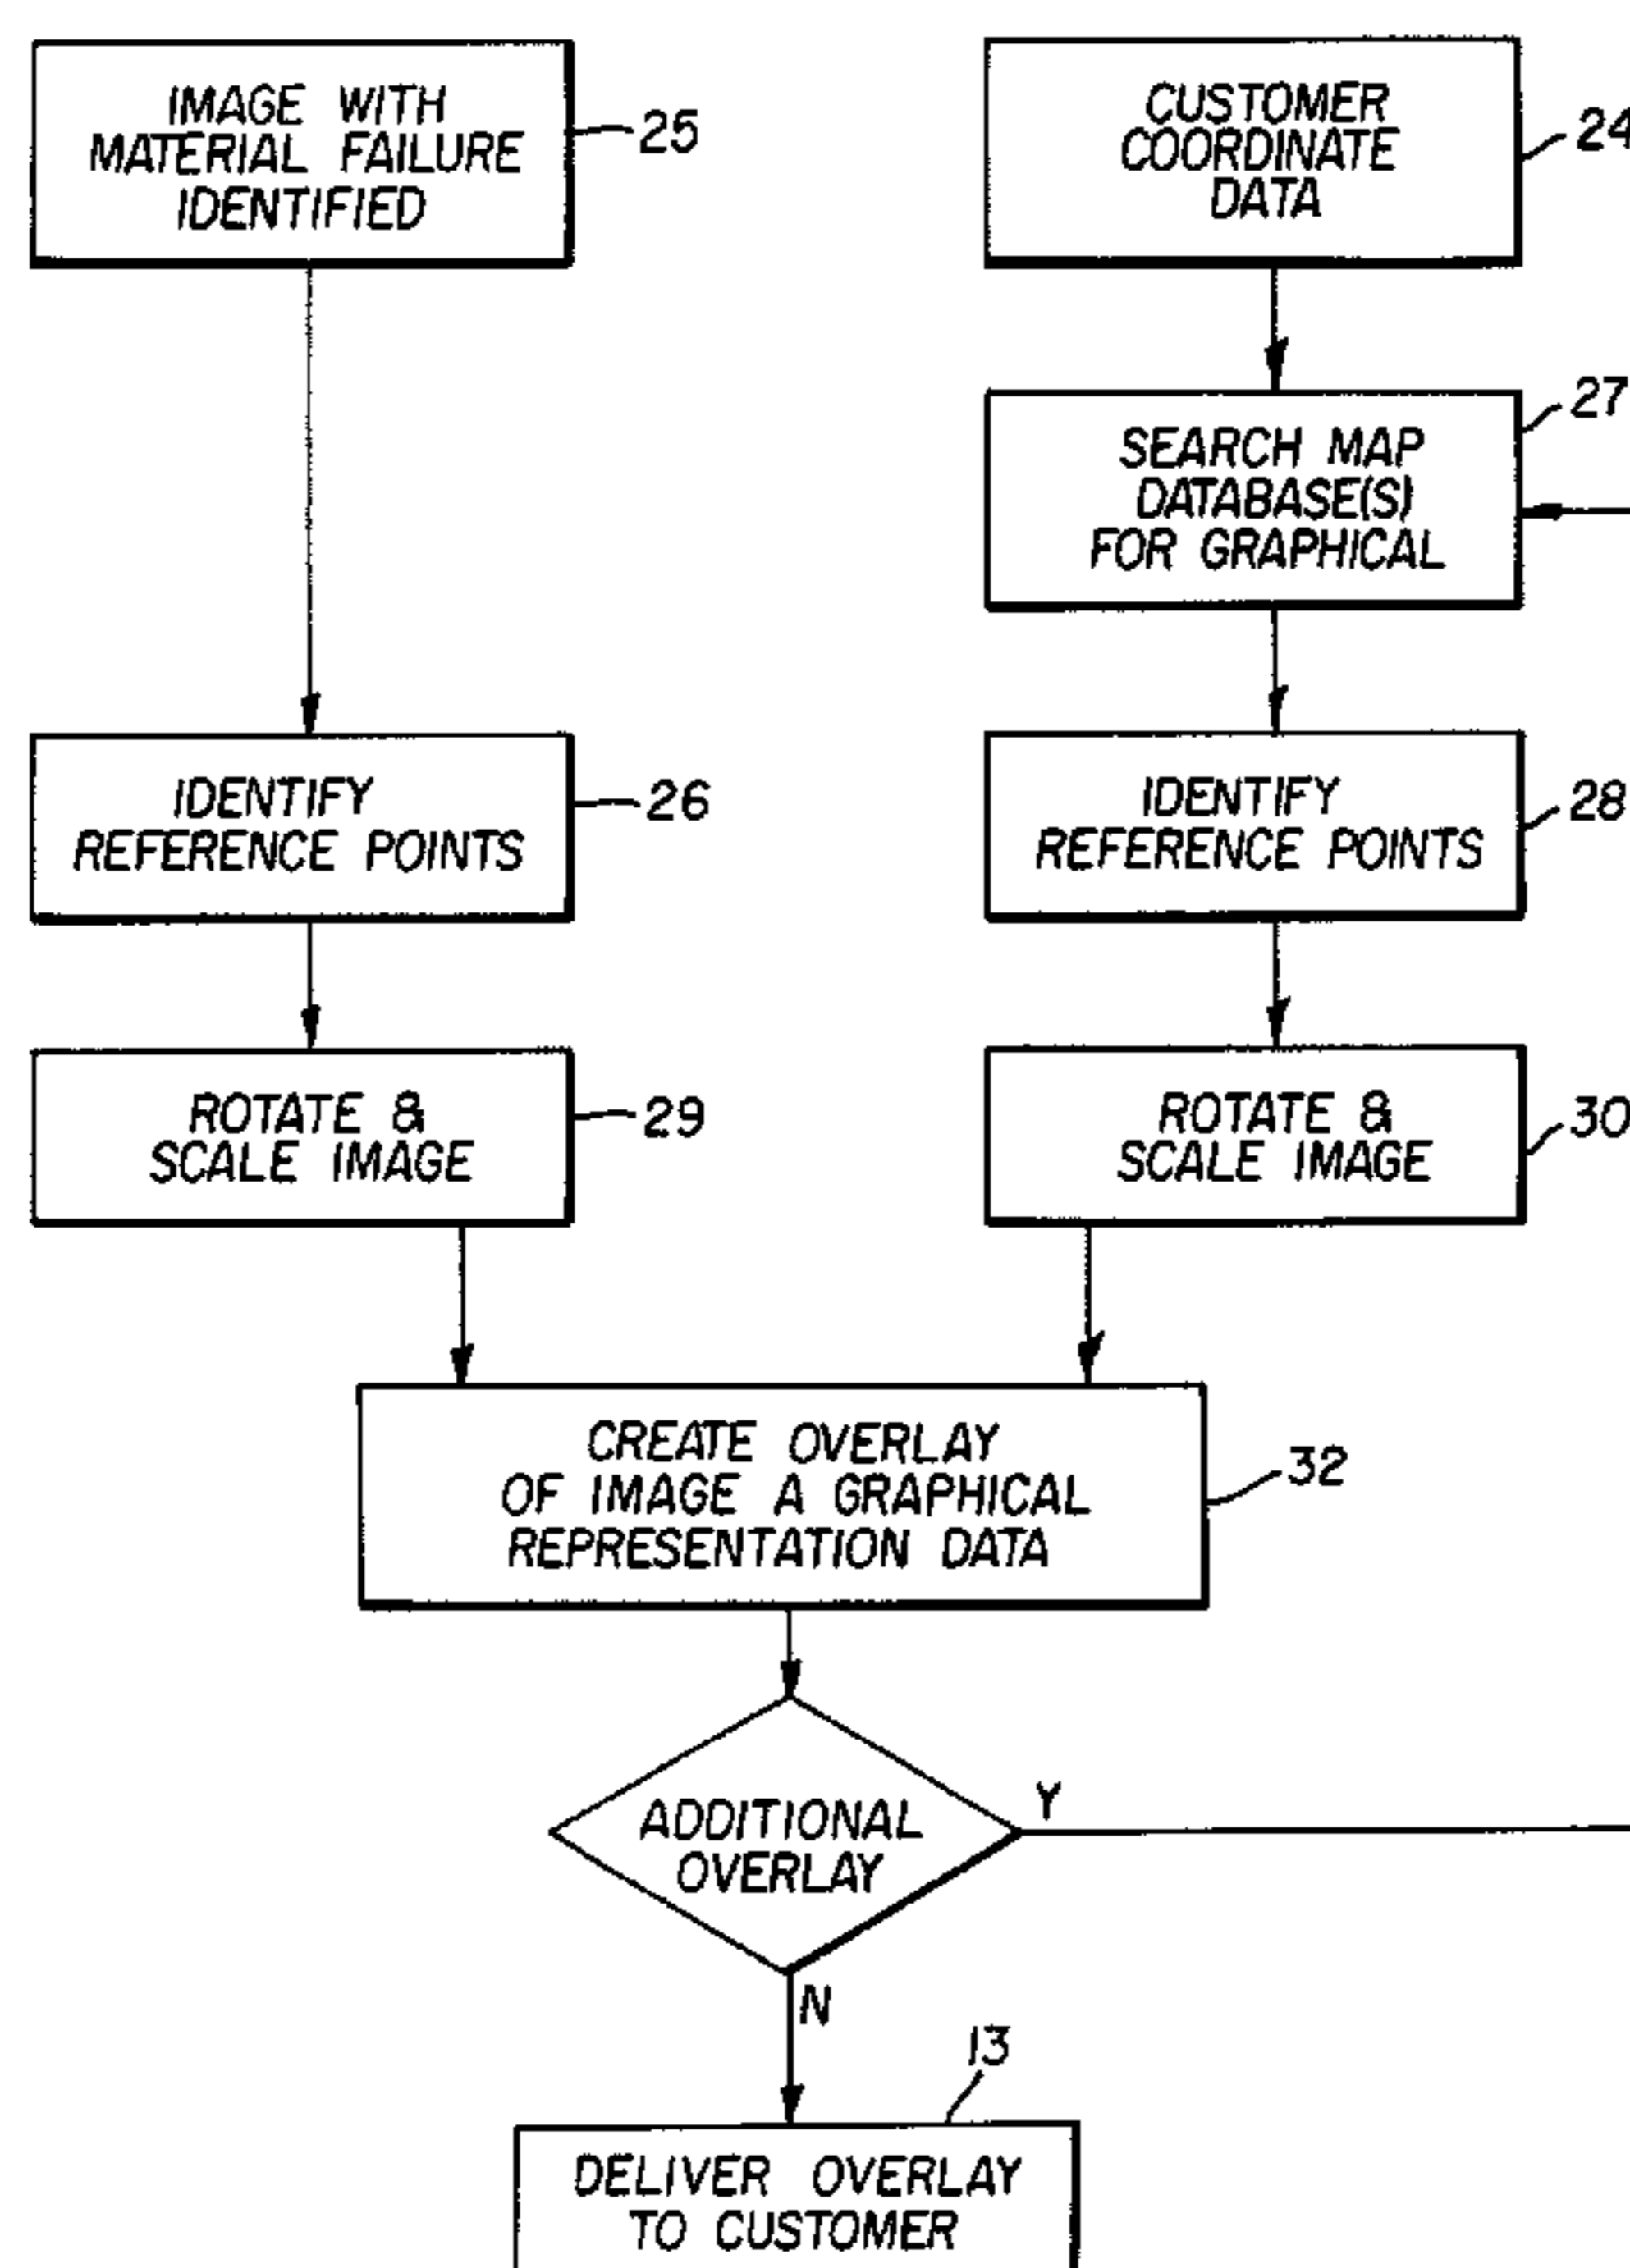 IMAGE WITH
MATERIAL FAILURE
IDENTIFIED
25
CUSTOMER
COORDINATE
DATA
24
SEARCH MAP
DATABASE(S)
FOR GRAPHICAL
27
IDENTIFY
REFERENCE POINTS
26
IDENTIFY
REFERENCE POINTS
28
ROTATE &
SCALE IMAGE
29
ROTATE &
SCALE IMAGE
30
CREATE OVERLAY
OF IMAGE A GRAPHICAL
REPRESENTATION DATA
32
ADDITIONAL
OVERLAY
Y
N
13
DELIVER OVERLAY
TO CUSTOMER